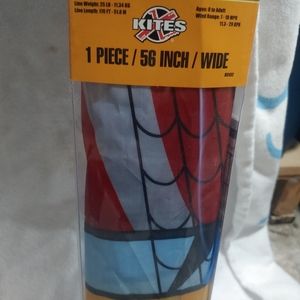 Line Weight: 25 LB - 11.34 KG
Line Length: 170 FT - 51.8 M
X
KITES
Ages: 8 to Adult
Wind Range: 7 - 18 MPH
11.3 - 29 KPH
1 PIECE / 56 INCH / WIDE